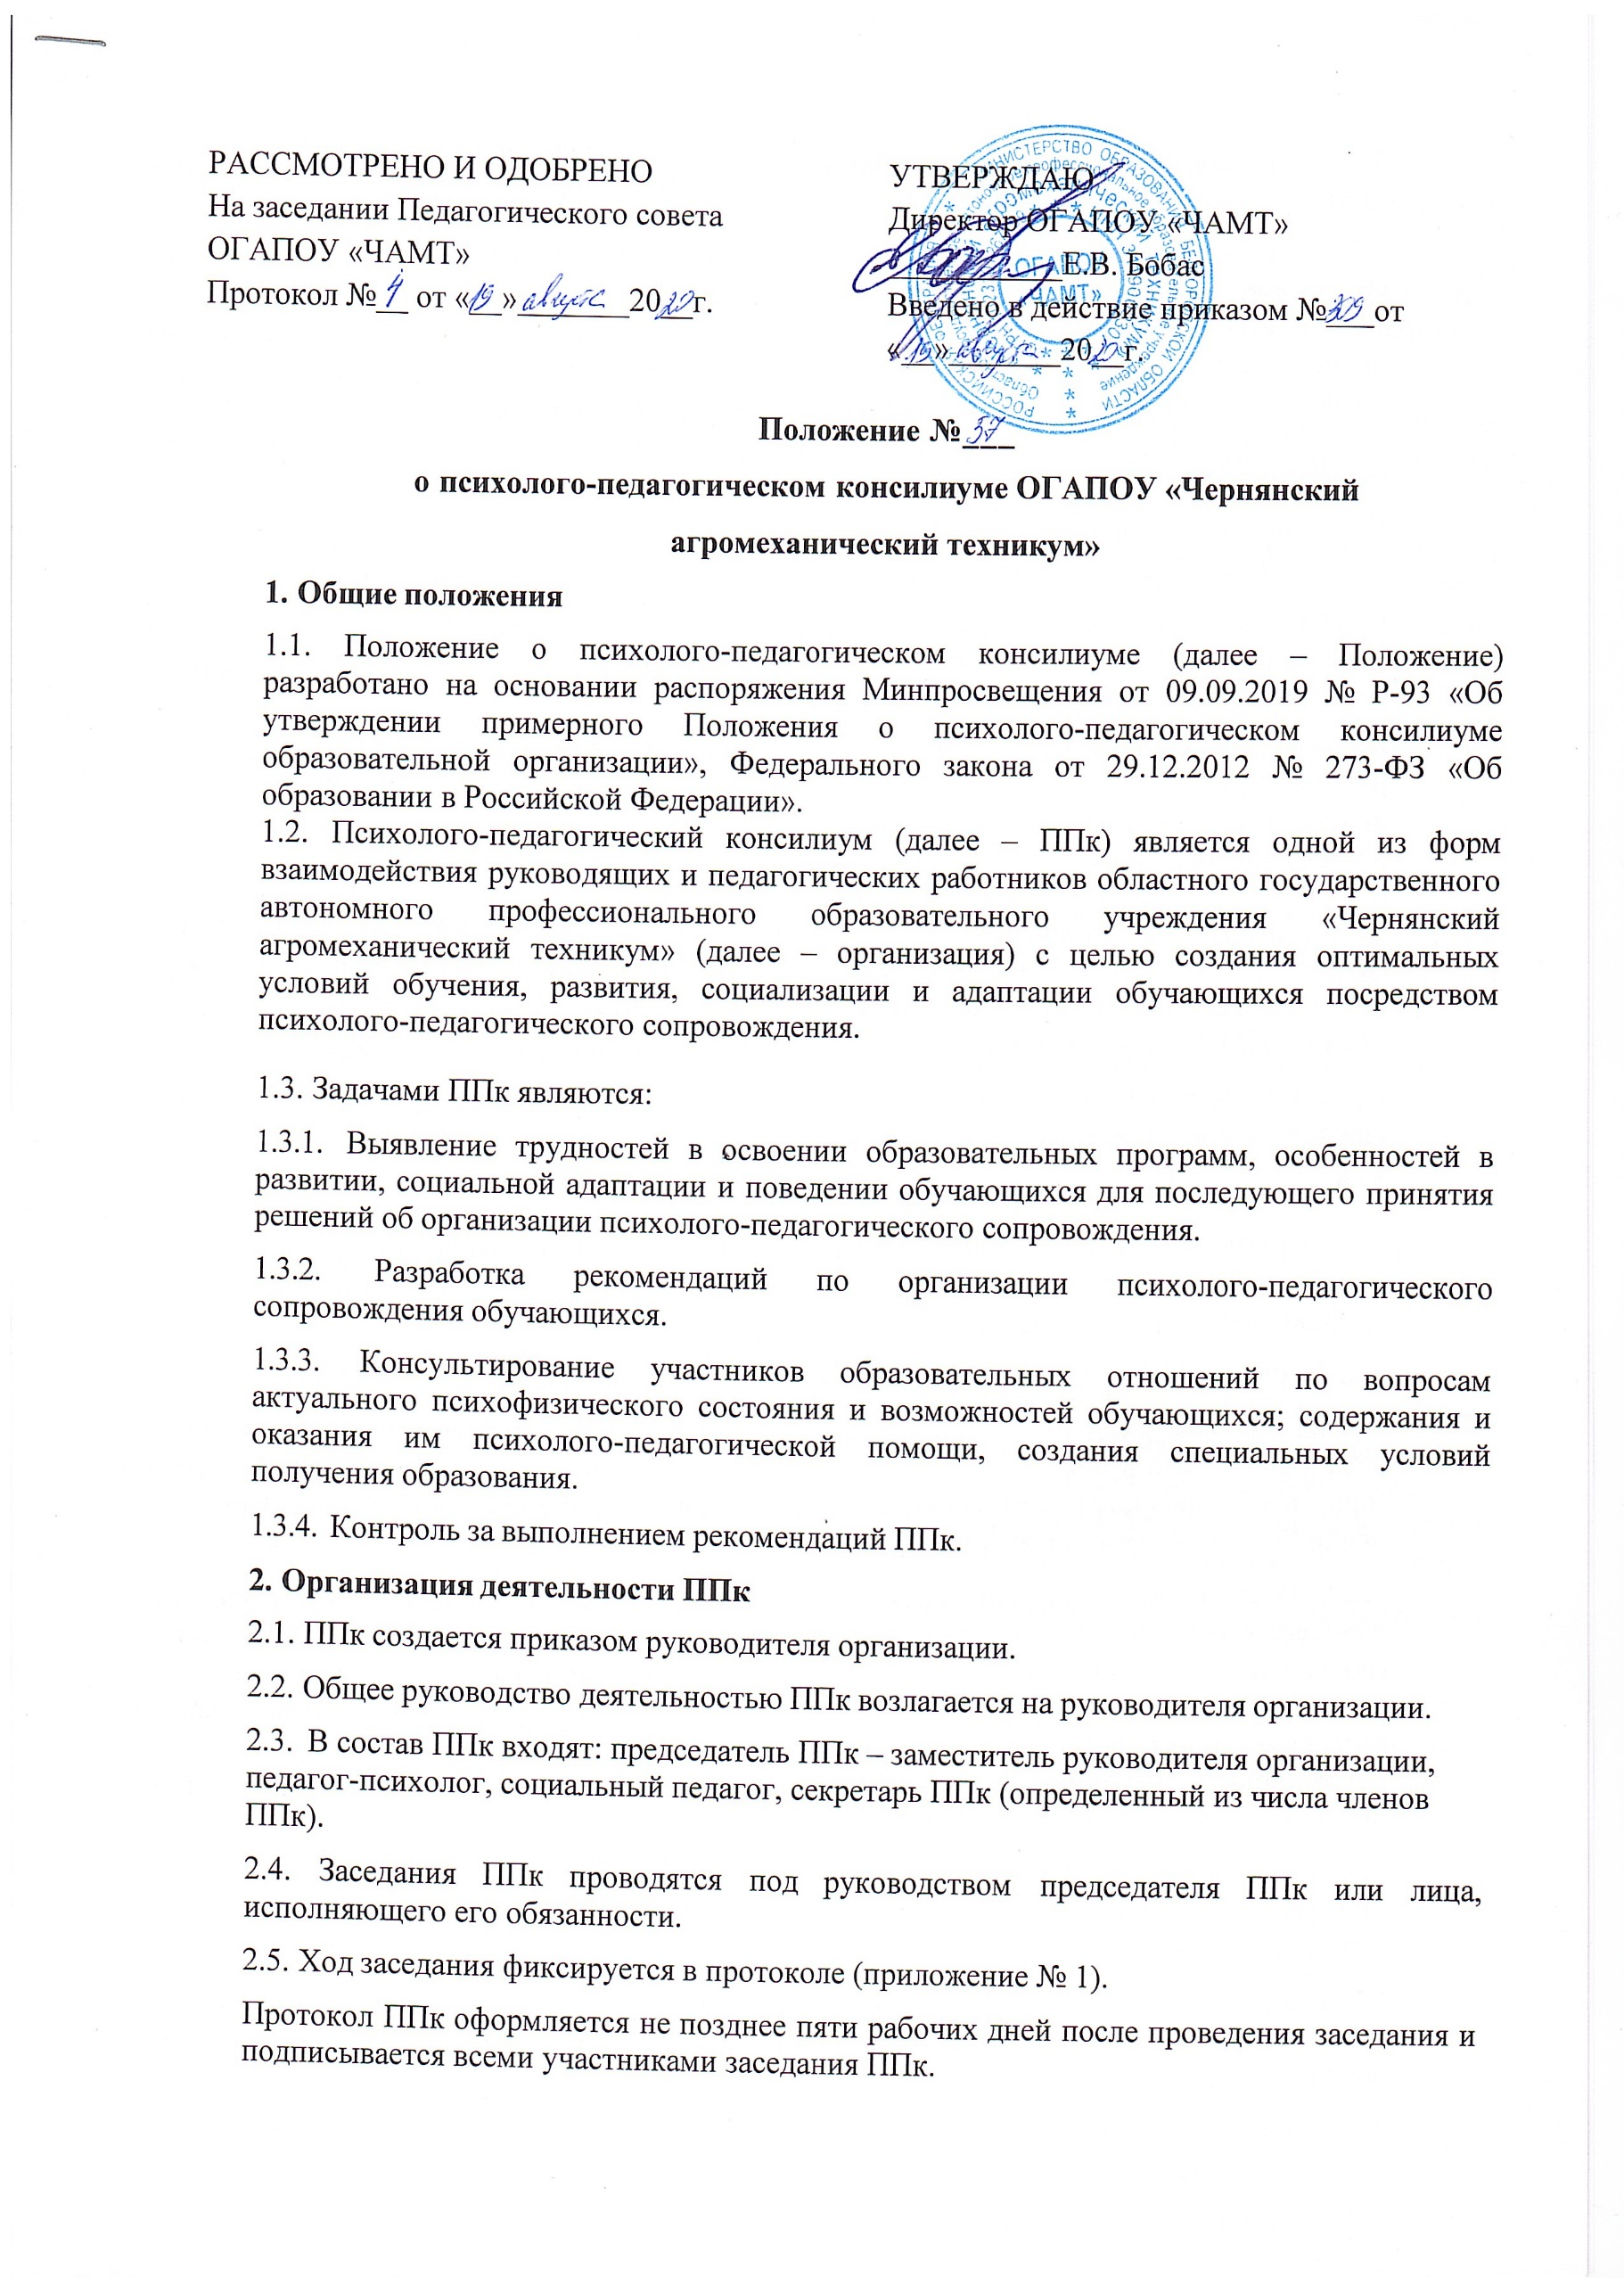 РАССМОТРЕНО И ОДОБРЕНО
На заседании Педагогического совета
ОГАПОУ «ЧАМТ»
Протокол № 4 от «19» августа 2020г.
УТВЕРЖДАЮ
Директор ОГАПОУ «ЧАМТ»
Е.В. Бобас
Введено в действие приказом №309 от
«19» августа 2020 г.
ОГАПОУ
«ЧАМТ»
Положение № 57
о психолого-педагогическом консилиуме ОГАПОУ «Чернянский
агромеханический техникум»
1. Общие положения
1.1. Положение о психолого-педагогическом консилиуме (далее – Положение)
разработано на основании распоряжения Минпросвещения от 09.09.2019 № Р-93 «Об
утверждении примерного Положения о психолого-педагогическом консилиуме
образовательной организации», Федерального закона от 29.12.2012 № 273-ФЗ «Об
образовании в Российской Федерации».
1.2. Психолого-педагогический консилиум (далее – ППк) является одной из форм
взаимодействия руководящих и педагогических работников областного государственного
автономного профессионального образовательного учреждения «Чернянский
агромеханический техникум» (далее – организация) с целью создания оптимальных
условий обучения, развития, социализации и адаптации обучающихся посредством
психолого-педагогического сопровождения.
1.3. Задачами ППк являются:
1.3.1. Выявление трудностей в освоении образовательных программ, особенностей в
развитии, социальной адаптации и поведении обучающихся для последующего принятия
решений об организации психолого-педагогического сопровождения.
1.3.2. Разработка рекомендаций по организации психолого-педагогического
сопровождения обучающихся.
1.3.3. Консультирование участников образовательных отношений по вопросам
актуального психофизического состояния и возможностей обучающихся; содержания и
оказания им психолого-педагогической помощи, создания специальных условий
получения образования.
1.3.4. Контроль за выполнением рекомендаций ППк.
2. Организация деятельности ППк
2.1. ППк создается приказом руководителя организации.
2.2. Общее руководство деятельностью ППк возлагается на руководителя организации.
2.3. В состав ППк входят: председатель ППк – заместитель руководителя организации,
педагог-психолог, социальный педагог, секретарь ППк (определенный из числа членов
ППк).
2.4. Заседания ППк проводятся под руководством председателя ППк или лица,
исполняющего его обязанности.
2.5. Ход заседания фиксируется в протоколе (приложение № 1).
Протокол ППк оформляется не позднее пяти рабочих дней после проведения заседания и
подписывается всеми участниками заседания ППк.